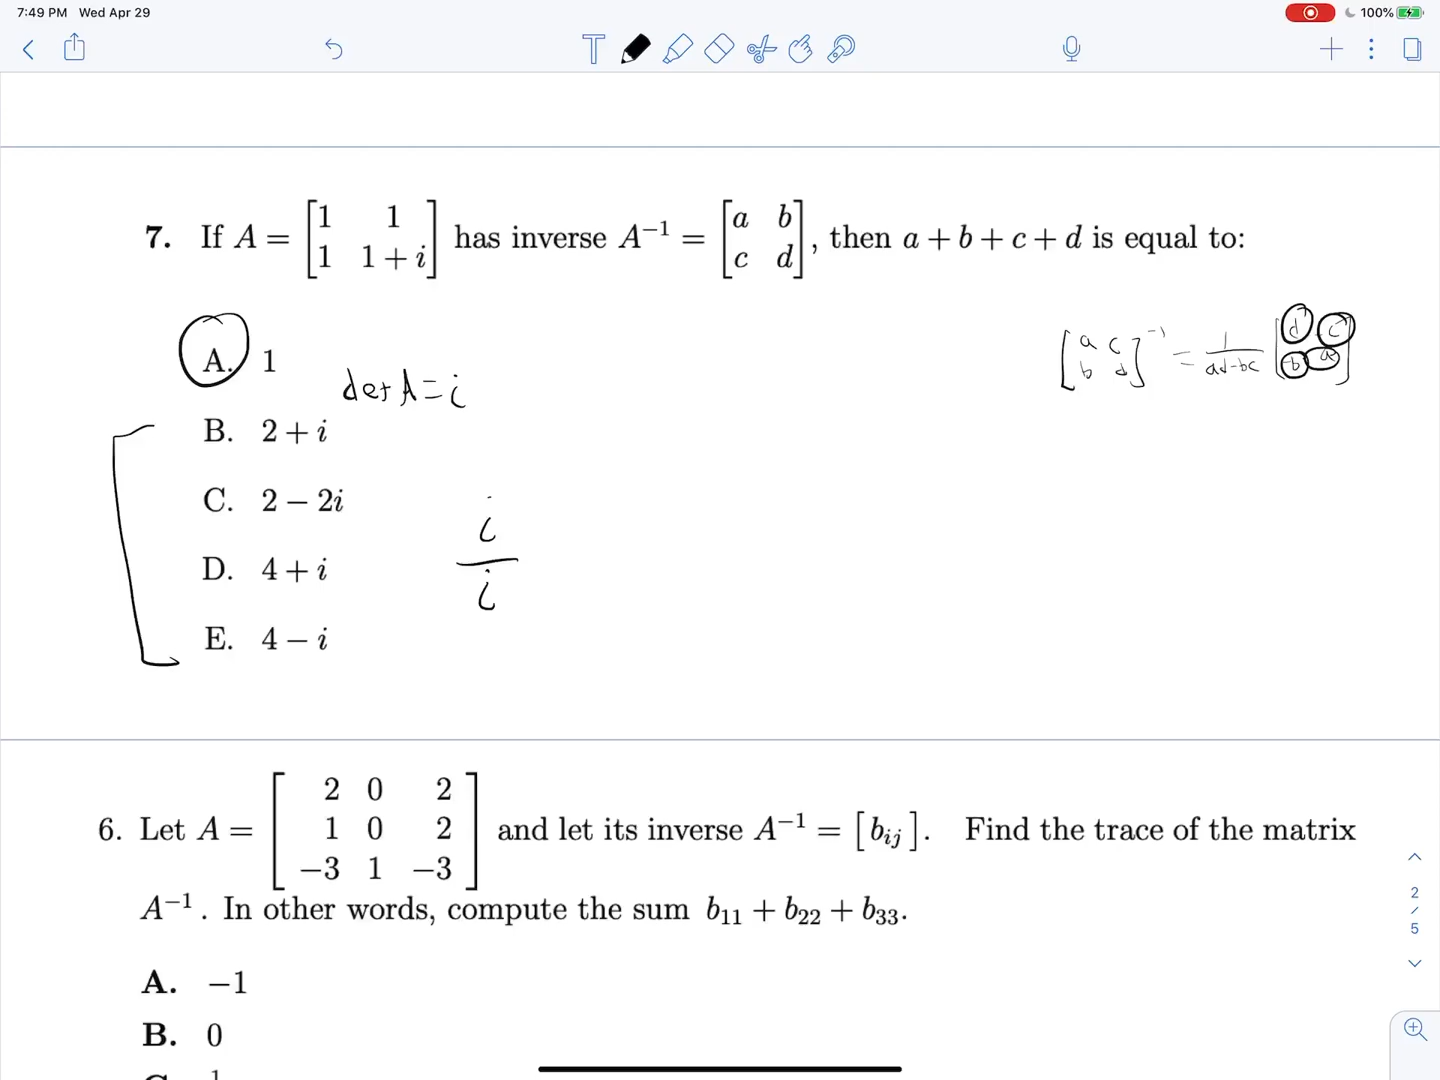 7:49 PM Wed Apr 29
100%
7. If A = [1 1; 1 1 + i] has inverse A⁻¹ = [a b; c d], then a + b + c + d is equal to:
A. 1
det A = i
[a c; b d]⁻¹ = 1/(ad-bc) [d c; -b a]
B. 2 + i
C. 2 − 2i
i/i
D. 4 + i
E. 4 − i
6. Let A = [2 0 2; 1 0 2; −3 1 −3] and let its inverse A⁻¹ = [b_ij]. Find the trace of the matrix
A⁻¹. In other words, compute the sum b₁₁ + b₂₂ + b₃₃.
2
/
5
A. −1
B. 0